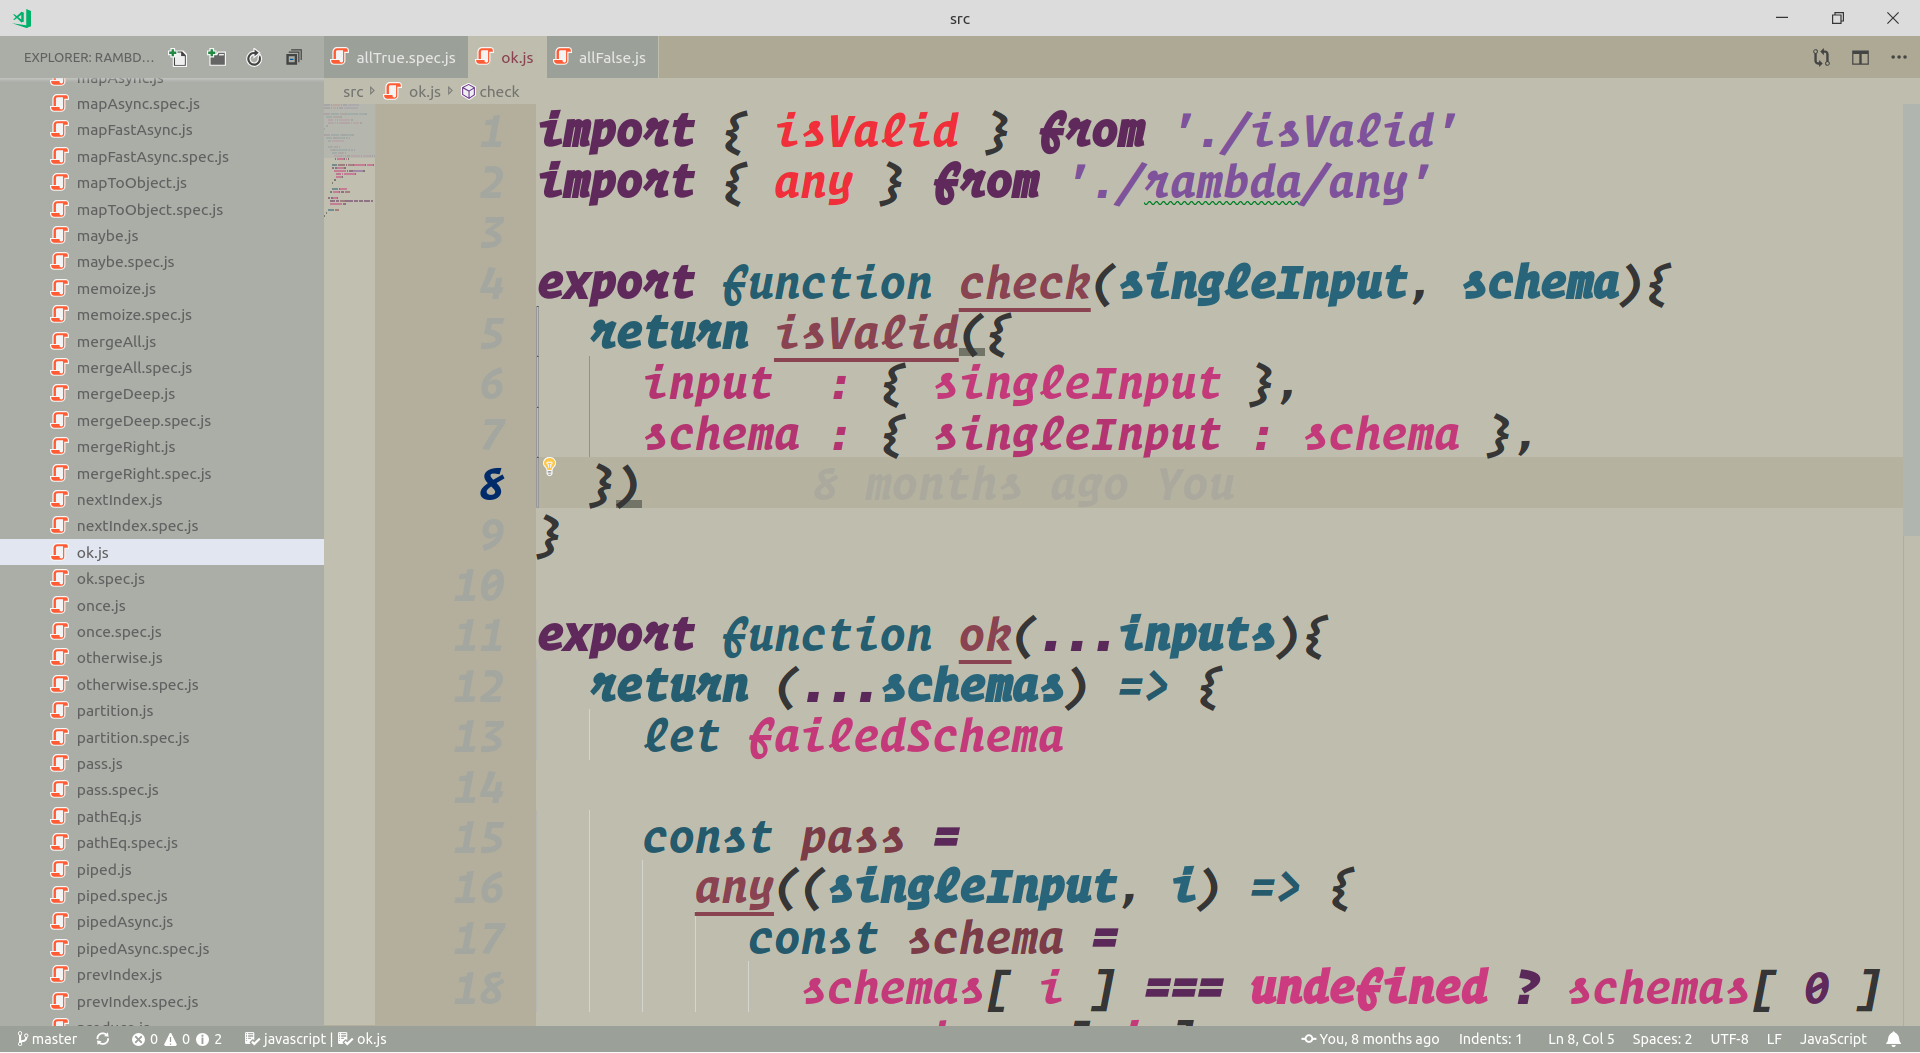 src
EXPLORER: RAMBD...
allTrue.spec.js
ok.js
allFalse.js
src
ok.js
check
mapAsync.js
mapAsync.spec.js
mapFastAsync.js
mapFastAsync.spec.js
mapToObject.js
mapToObject.spec.js
maybe.js
maybe.spec.js
memoize.js
memoize.spec.js
mergeAll.js
mergeAll.spec.js
mergeDeep.js
mergeDeep.spec.js
mergeRight.js
mergeRight.spec.js
nextIndex.js
nextIndex.spec.js
ok.js
ok.spec.js
once.js
once.spec.js
otherwise.js
otherwise.spec.js
partition.js
partition.spec.js
pass.js
pass.spec.js
pathEq.js
pathEq.spec.js
piped.js
piped.spec.js
pipedAsync.js
pipedAsync.spec.js
prevIndex.js
prevIndex.spec.js
1 import { isValid } from './isValid'
2 import { any } from './rambda/any'
3
4 export function check(singleInput, schema){
5 return isValid({
6 input : { singleInput },
7 schema : { singleInput : schema },
8 }) 8 months ago You
9 }
10
11 export function ok(...inputs){
12 return (...schemas) => {
13 let failedSchema
14
15 const pass =
16 any((singleInput, i) => {
17 const schema =
18 schemas[ i ] === undefined ? schemas[ 0 ]
master 0 0 2 javascript | ok.js You, 8 months ago Indents: 1 Ln 8, Col 5 Spaces: 2 UTF-8 LF JavaScript